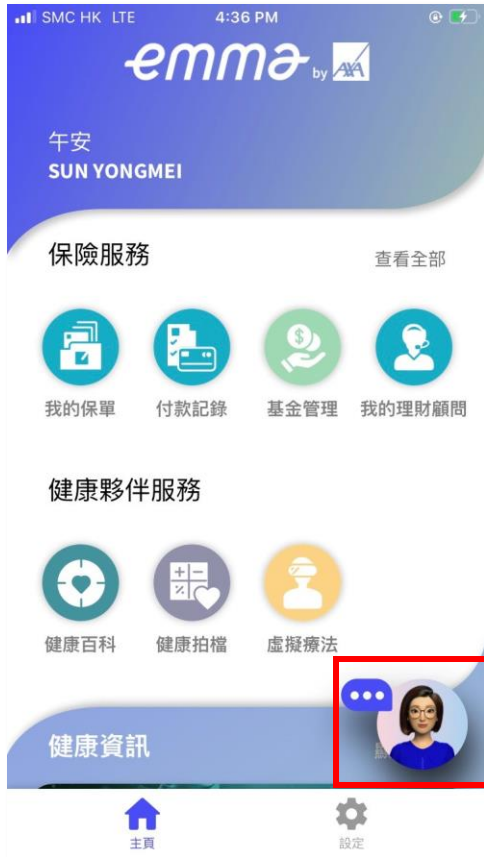 SMC HK LTE 4:36 PM
emma by AXA
午安
SUN YONGMEI
保險服務 查看全部
我的保單 付款記錄 基金管理 我的理財顧問
健康夥伴服務
健康百科 健康拍檔 虛擬療法
健康資訊
主頁 設定